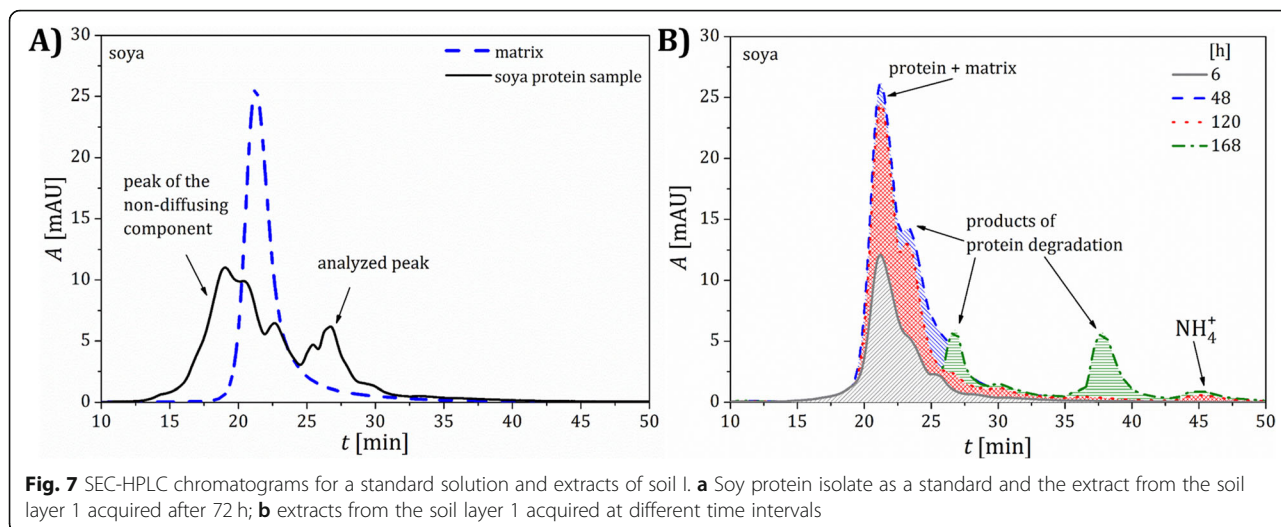 A)
soya
matrix
soya protein sample
peak of the
non-diffusing
component
analyzed peak
A [mAU]
30
25
20
15
10
5
0
10 15 20 25 30 35 40 45 50
t [min]
B)
soya
[h]
6
48
120
168
protein + matrix
products of
protein degradation
NH₄⁺
A [mAU]
30
25
20
15
10
5
0
10 15 20 25 30 35 40 45 50
t [min]
Fig. 7 SEC-HPLC chromatograms for a standard solution and extracts of soil I. a Soy protein isolate as a standard and the extract from the soil
layer 1 acquired after 72 h; b extracts from the soil layer 1 acquired at different time intervals